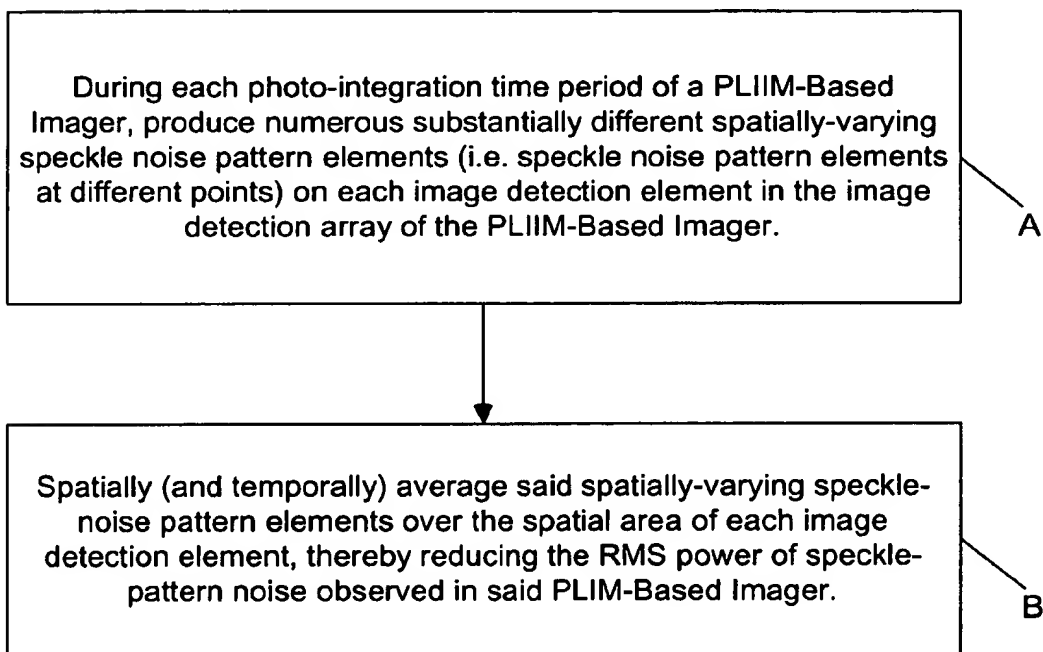 During each photo-integration time period of a PLIIM-Based
Imager, produce numerous substantially different spatially-varying
speckle noise pattern elements (i.e. speckle noise pattern elements
at different points) on each image detection element in the image
detection array of the PLIIM-Based Imager.
A
Spatially (and temporally) average said spatially-varying speckle-
noise pattern elements over the spatial area of each image
detection element, thereby reducing the RMS power of speckle-
pattern noise observed in said PLIM-Based Imager.
B